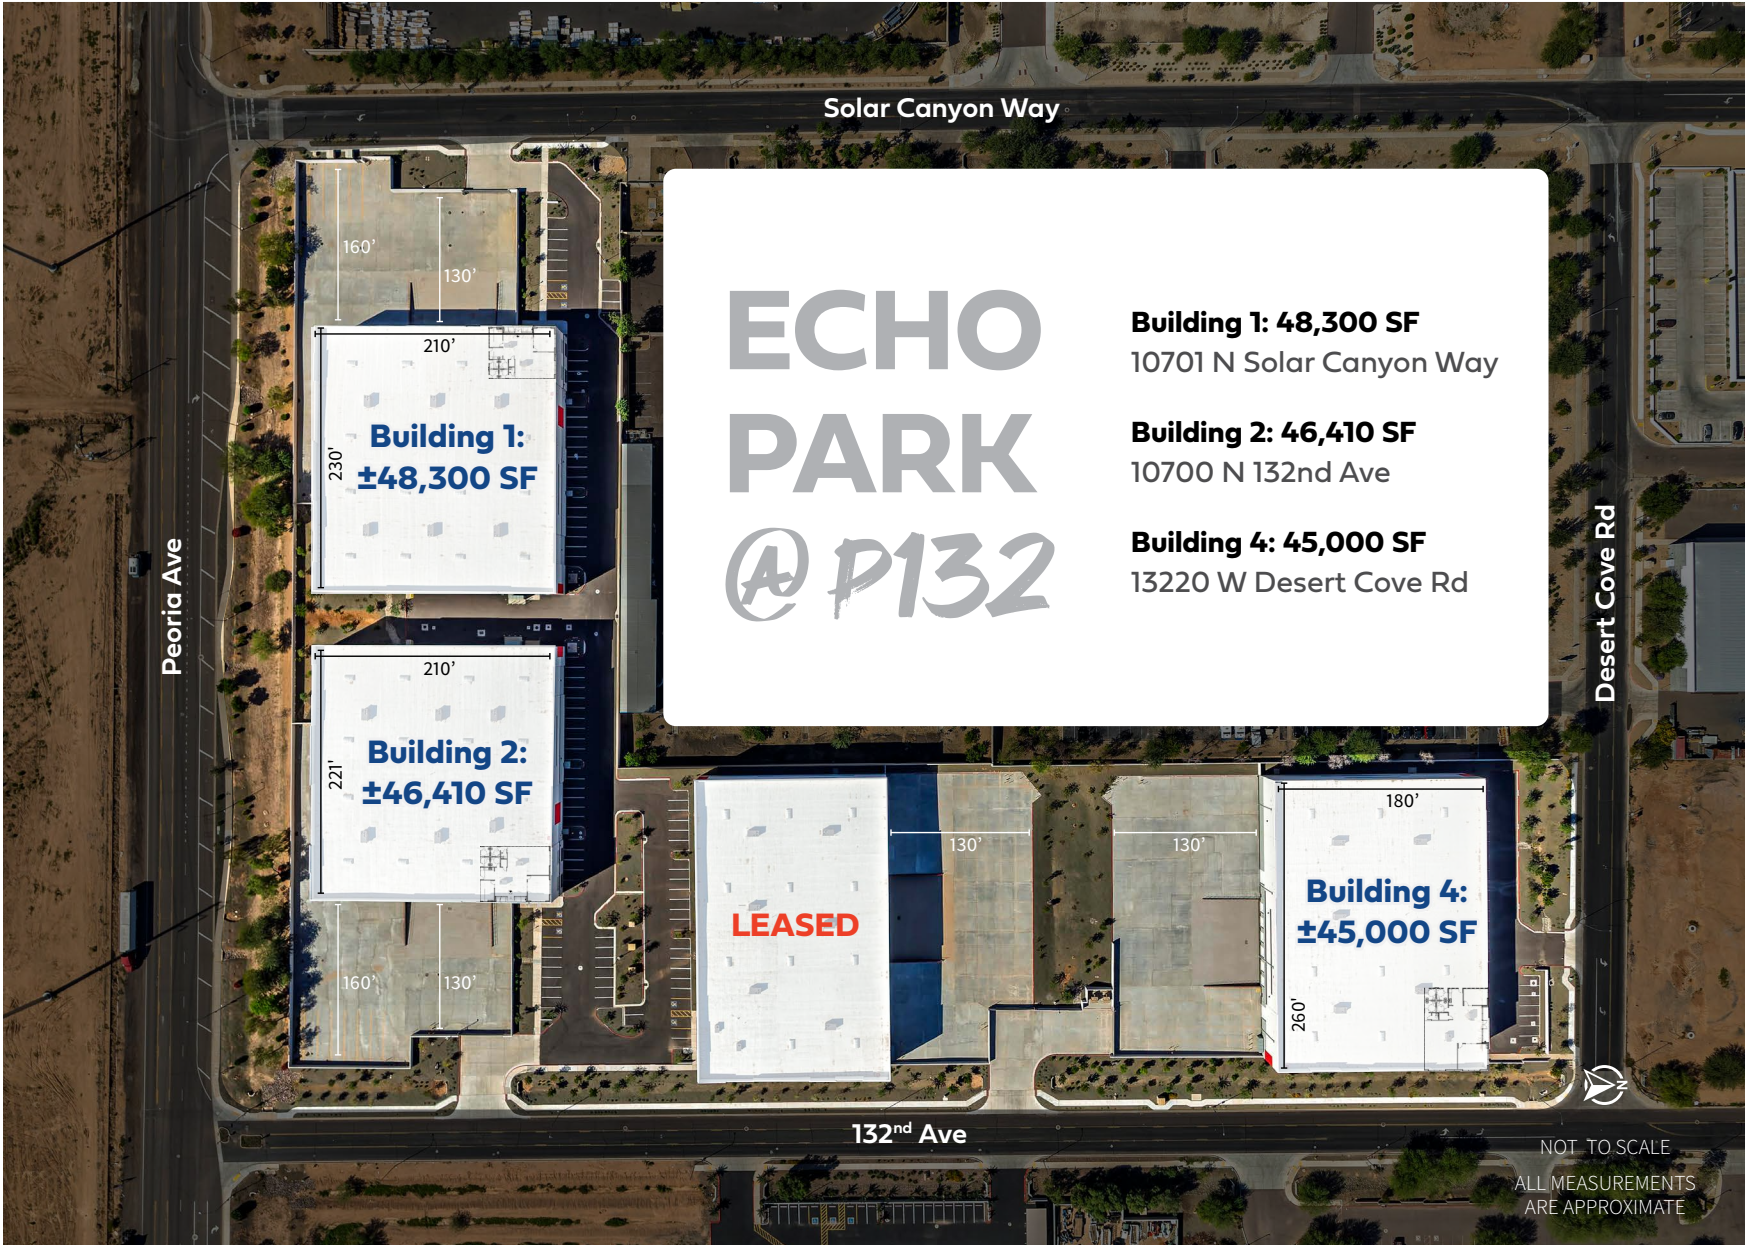 Solar Canyon Way
160'
130'
210'
Building 1:
±48,300 SF
230'
ECHO
PARK
@ P132
Building 1: 48,300 SF
10701 N Solar Canyon Way
Building 2: 46,410 SF
10700 N 132nd Ave
Building 4: 45,000 SF
13220 W Desert Cove Rd
Peoria Ave
Desert Cove Rd
210'
Building 2:
±46,410 SF
221'
160'
130'
LEASED
130'
130'
180'
Building 4:
±45,000 SF
260'
N
132nd Ave
NOT TO SCALE
ALL MEASUREMENTS
ARE APPROXIMATE